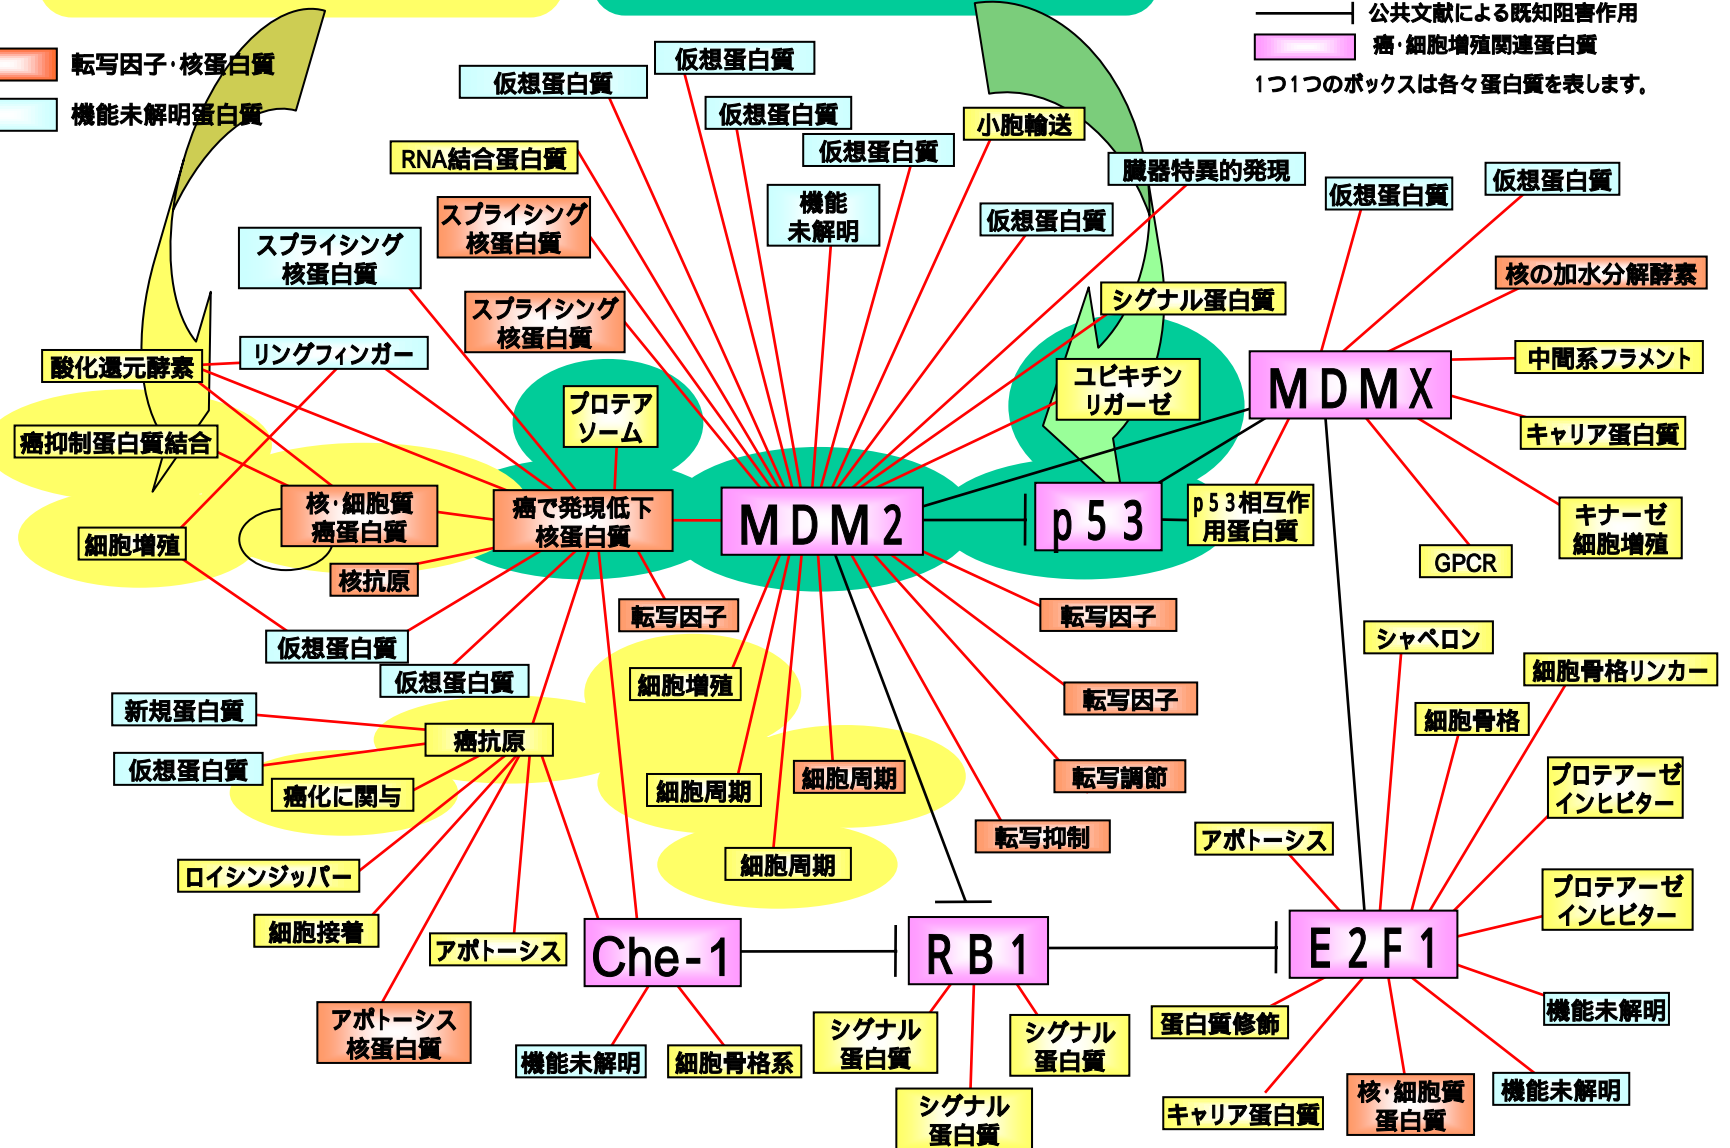 公共文献による既知阻害作用
癌・細胞増殖関連蛋白質
1つ1つのボックスは各々蛋白質を表します。
転写因子・核蛋白質
機能未解明蛋白質
仮想蛋白質
仮想蛋白質
仮想蛋白質
仮想蛋白質
小胞輸送
RNA結合蛋白質
臓器特異的発現
仮想蛋白質
仮想蛋白質
スプライシング
核蛋白質
機能
未解明
仮想蛋白質
スプライシング
核蛋白質
核の加水分解酵素
シグナル蛋白質
スプライシング
核蛋白質
リングフィンガー
酸化還元酵素
中間系フラメント
MDMX
ユビキチン
リガーゼ
プロテア
ソーム
癌抑制蛋白質結合
キャリア蛋白質
核・細胞質
癌蛋白質
癌で発現低下
核蛋白質
MDM2
p53
p53相互作
用蛋白質
キナーゼ
細胞増殖
細胞増殖
GPCR
核抗原
転写因子
転写因子
仮想蛋白質
シャペロン
仮想蛋白質
細胞増殖
細胞骨格リンカー
転写因子
新規蛋白質
細胞骨格
癌抗原
仮想蛋白質
癌化に関与
細胞周期
細胞周期
転写調節
プロテアーゼ
インヒビター
転写抑制
アポトーシス
細胞周期
ロイシンジッパー
プロテアーゼ
インヒビター
細胞接着
アポトーシス
Che-1
RB1
E2F1
アポトーシス
核蛋白質
機能未解明
細胞骨格系
シグナル
蛋白質
シグナル
蛋白質
蛋白質修飾
機能未解明
シグナル
蛋白質
キャリア蛋白質
核・細胞質
蛋白質
機能未解明